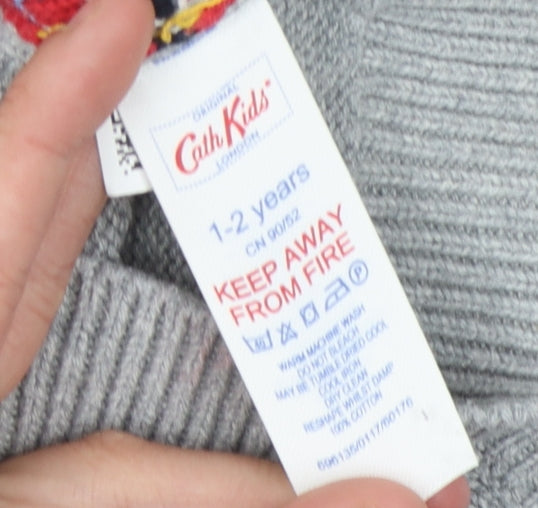 ORIGINAL
Cath Kids
LONDON
1-2 years
CN 90/52
KEEP AWAY
FROM FIRE
WARM MACHINE WASH
DO NOT BLEACH
MAY BE TUMBLE DRIED COOL
COOL IRON
DRY CLEAN
RESHAPE WHILST DAMP
100% COTTON